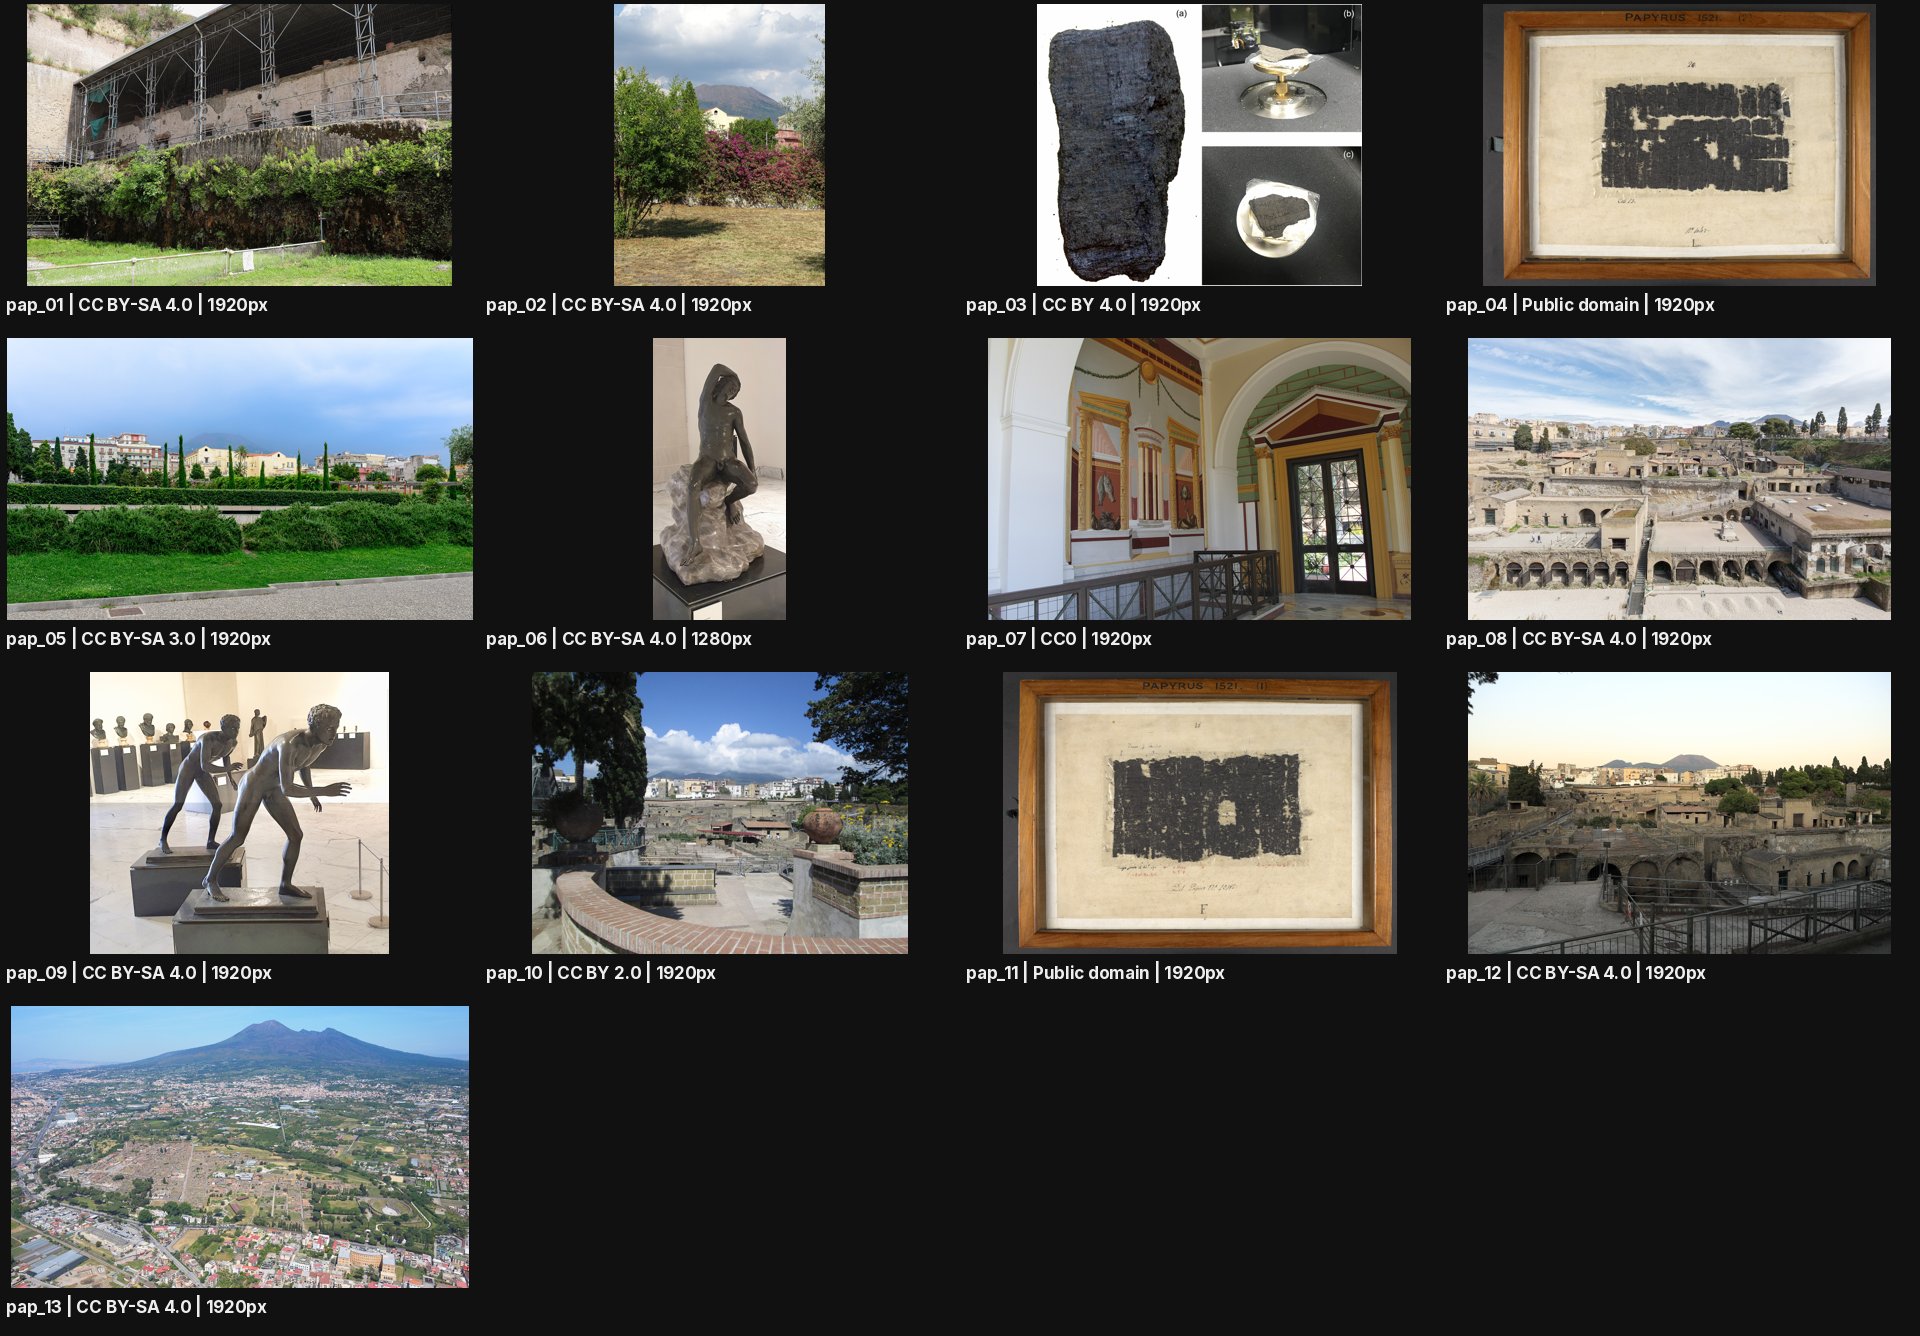 (a)
(b)
(c)
PAPYRUS 1521. (2)
pap_01 | CC BY-SA 4.0 | 1920px
pap_02 | CC BY-SA 4.0 | 1920px
pap_03 | CC BY 4.0 | 1920px
pap_04 | Public domain | 1920px
pap_05 | CC BY-SA 3.0 | 1920px
pap_06 | CC BY-SA 4.0 | 1280px
pap_07 | CC0 | 1920px
pap_08 | CC BY-SA 4.0 | 1920px
PAPYRUS 1521. (1)
F
pap_09 | CC BY-SA 4.0 | 1920px
pap_10 | CC BY 2.0 | 1920px
pap_11 | Public domain | 1920px
pap_12 | CC BY-SA 4.0 | 1920px
pap_13 | CC BY-SA 4.0 | 1920px